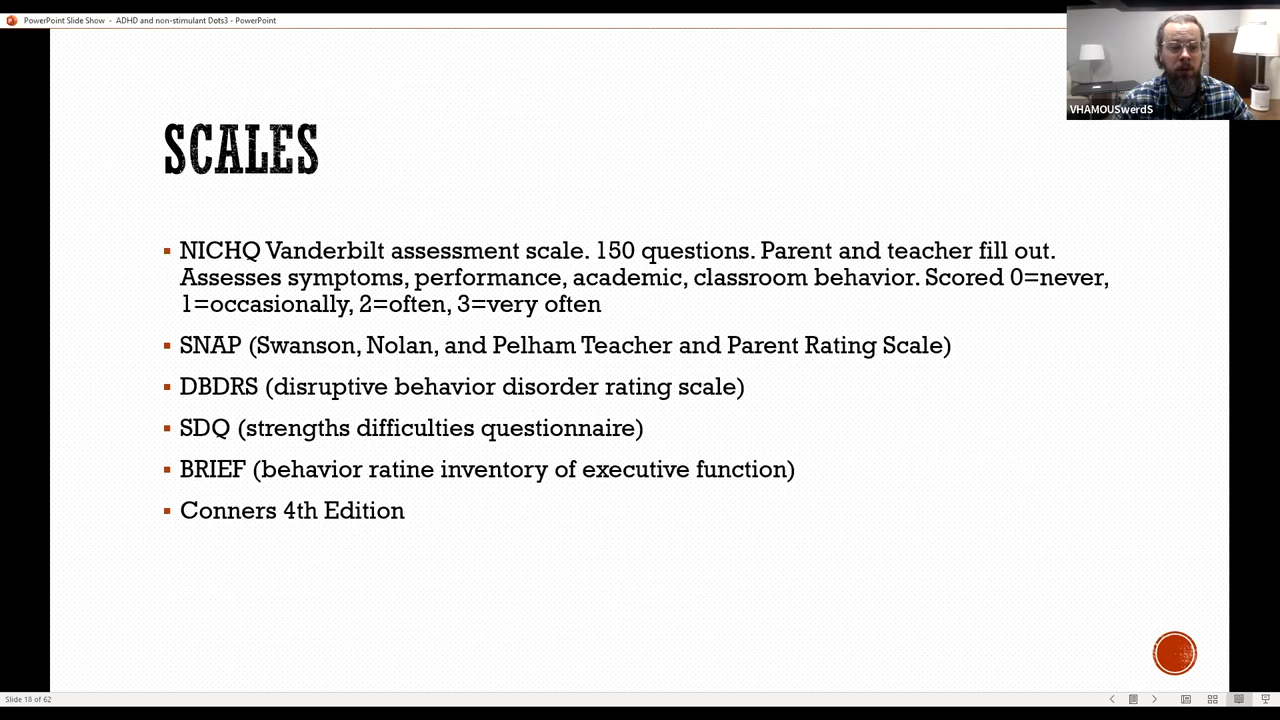 PowerPoint Slide Show - ADHD and non-stimulant Dots3 - PowerPoint
VHAMOUSwerdS
SCALES
NICHQ Vanderbilt assessment scale. 150 questions. Parent and teacher fill out.
Assesses symptoms, performance, academic, classroom behavior. Scored 0=never,
1=occasionally, 2=often, 3=very often
SNAP (Swanson, Nolan, and Pelham Teacher and Parent Rating Scale)
DBDRS (disruptive behavior disorder rating scale)
SDQ (strengths difficulties questionnaire)
BRIEF (behavior ratine inventory of executive function)
Conners 4th Edition
Slide 18 of 62